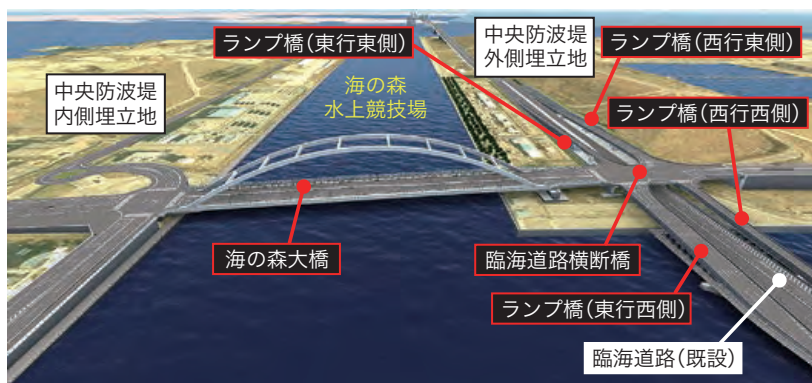 ランプ橋(東行東側)
中央防波堤
外側埋立地
ランプ橋(西行東側)
中央防波堤
内側埋立地
海の森
水上競技場
ランプ橋(西行西側)
海の森大橋
臨海道路横断橋
ランプ橋(東行西側)
臨海道路(既設)